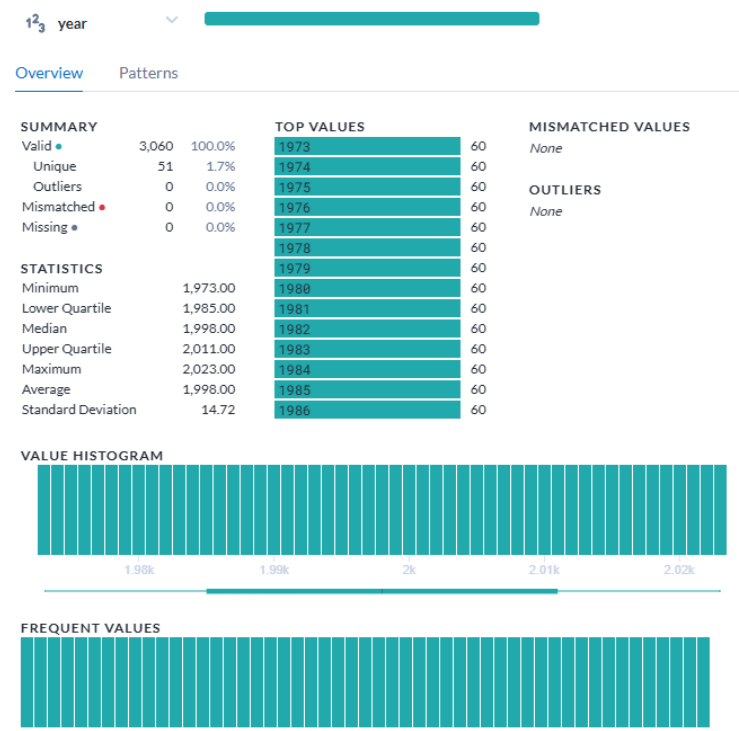 1²3 year
Overview Patterns
SUMMARY
Valid 3,060 100.0%
Unique 51 1.7%
Outliers 0 0.0%
Mismatched 0 0.0%
Missing 0 0.0%
STATISTICS
Minimum 1,973.00
Lower Quartile 1,985.00
Median 1,998.00
Upper Quartile 2,011.00
Maximum 2,023.00
Average 1,998.00
Standard Deviation 14.72
TOP VALUES
1973 60
1974 60
1975 60
1976 60
1977 60
1978 60
1979 60
1980 60
1981 60
1982 60
1983 60
1984 60
1985 60
1986 60
MISMATCHED VALUES
None
OUTLIERS
None
VALUE HISTOGRAM
1.98k 1.99k 2k 2.01k 2.02k
FREQUENT VALUES